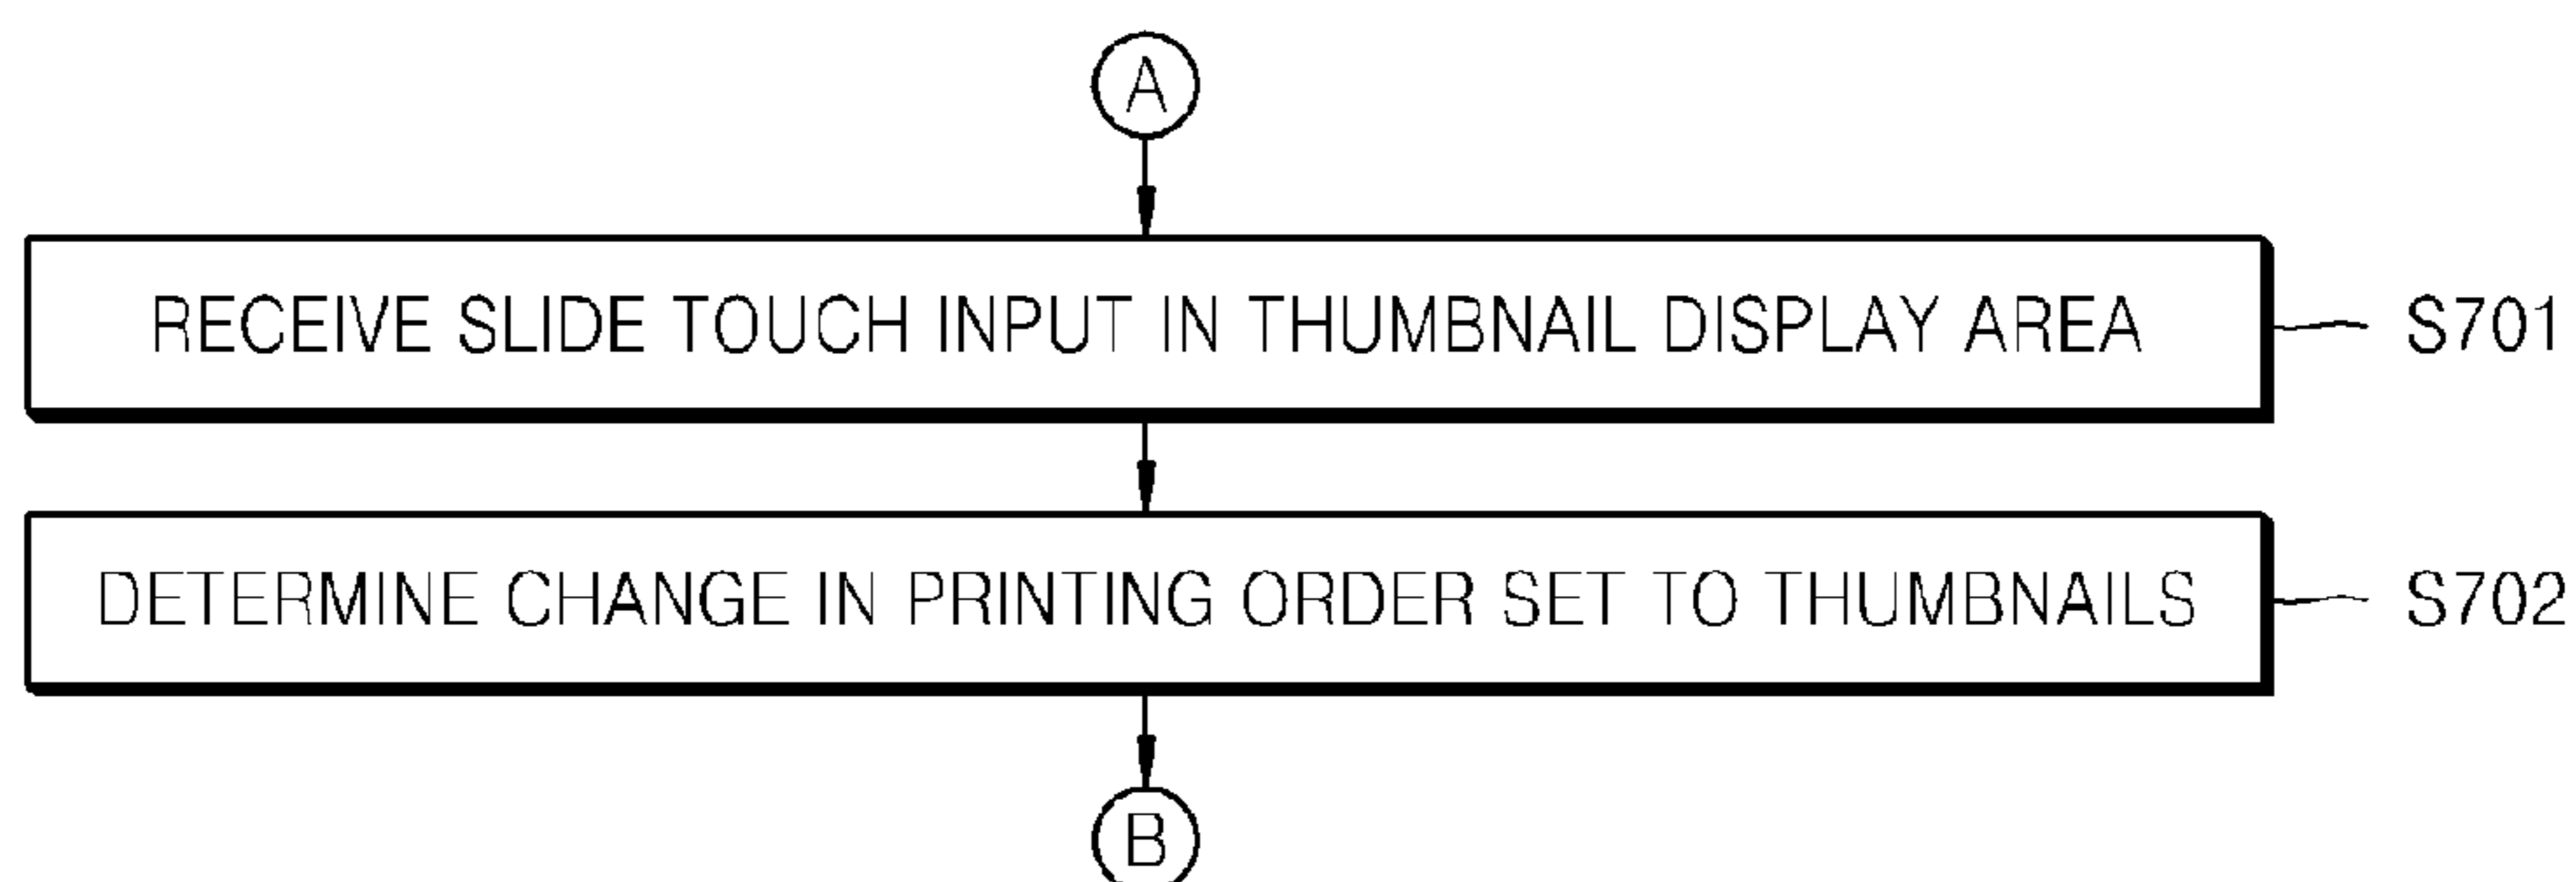 A
RECEIVE SLIDE TOUCH INPUT IN THUMBNAIL DISPLAY AREA
S701
DETERMINE CHANGE IN PRINTING ORDER SET TO THUMBNAILS
S702
B